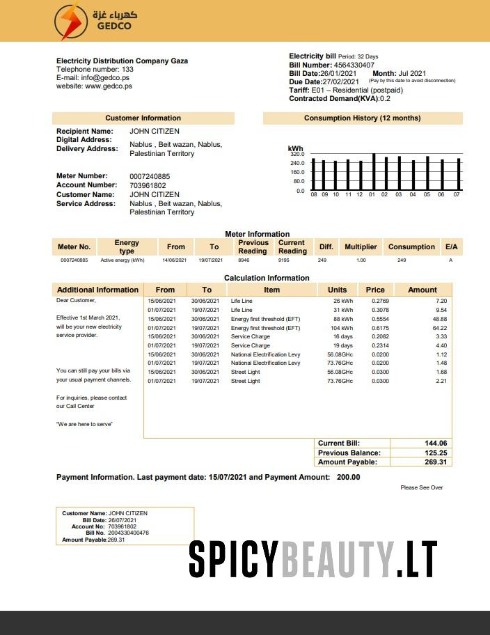 كهرباء غزة
GEDCO
Electricity Distribution Company Gaza
Telephone number: 133
E-mail: info@gedco.ps
website: www.gedco.ps
Electricity bill Period: 32 Days
Bill Number: 4564330407
Bill Date:26/01/2021 Month: Jul 2021
Due Date:27/02/2021 (Pay by this date to avoid disconnection)
Tariff: E01 – Residential (postpaid)
Contracted Demand(KVA):0.2
Customer Information
Recipient Name: JOHN CITIZEN
Digital Address:
Delivery Address: Nablus , Beit wazan, Nablus,
Palestinian Territory
Meter Number: 0007240885
Account Number: 703961802
Customer Name: JOHN CITIZEN
Service Address: Nablus , Beit wazan, Nablus,
Palestinian Territory
Consumption History (12 months)
kWh
320.0
240.0
160.0
80.0
0.0
08 09 10 11 12 01 02 03 04 05 06 07
Meter Information
Meter No. Energy type From To Previous Reading Current Reading Diff. Multiplier Consumption E/A
0007240885 Active energy (kWh) 14/06/2021 19/07/2021 8946 9195 249 1.00 249 A
Calculation Information
Additional Information From To Item Units Price Amount
Dear Customer,
Effective 1st March 2021,
will be your new electricity
service provider.
You can still pay your bills via
your usual payment channels.
For inquiries, please contact
our Call Center
"We are here to serve"
15/06/2021 30/06/2021 Life Line 26 kWh 0.2769 7.20
01/07/2021 19/07/2021 Life Line 31 kWh 0.3078 9.54
15/06/2021 30/06/2021 Energy first threshold (EFT) 88 kWh 0.5554 48.88
01/07/2021 19/07/2021 Energy first threshold (EFT) 104 kWh 0.6175 64.22
15/06/2021 30/06/2021 Service Charge 16 days 0.2082 3.33
01/07/2021 19/07/2021 Service Charge 19 days 0.2314 4.40
15/06/2021 30/06/2021 National Electrification Levy 56.08GHc 0.0200 1.12
01/07/2021 19/07/2021 National Electrification Levy 73.76GHc 0.0200 1.48
15/06/2021 30/06/2021 Street Light 56.08GHc 0.0300 1.68
01/07/2021 19/07/2021 Street Light 73.76GHc 0.0300 2.21
Current Bill: 144.06
Previous Balance: 125.25
Amount Payable: 269.31
Payment Information. Last payment date: 15/07/2021 and Payment Amount: 200.00
Please See Over
Customer Name: JOHN CITIZEN
Bill Date: 26/07/2021
Account No: 703961802
Bill No. 2004330400478
Amount Payable:269.31
SPICYBEAUTY.LT